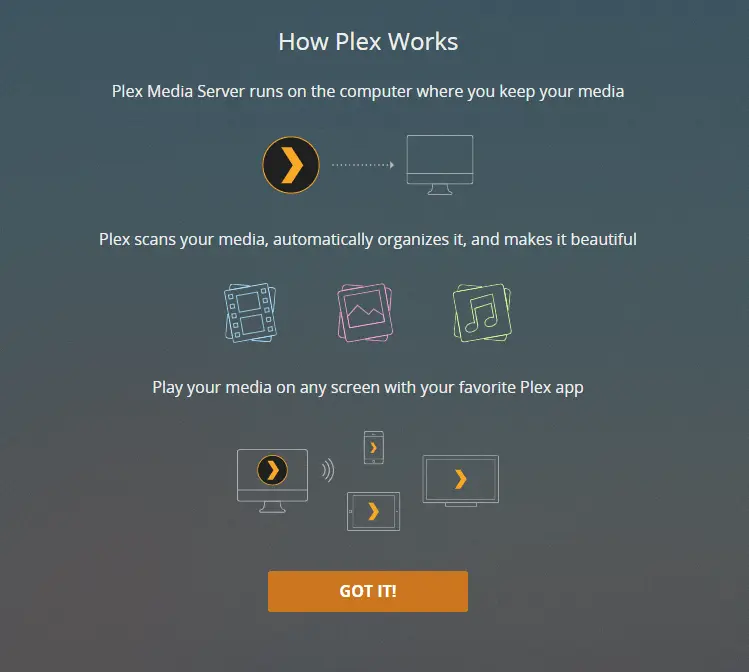 How Plex Works
Plex Media Server runs on the computer where you keep your media
Plex scans your media, automatically organizes it, and makes it beautiful
Play your media on any screen with your favorite Plex app
GOT IT!